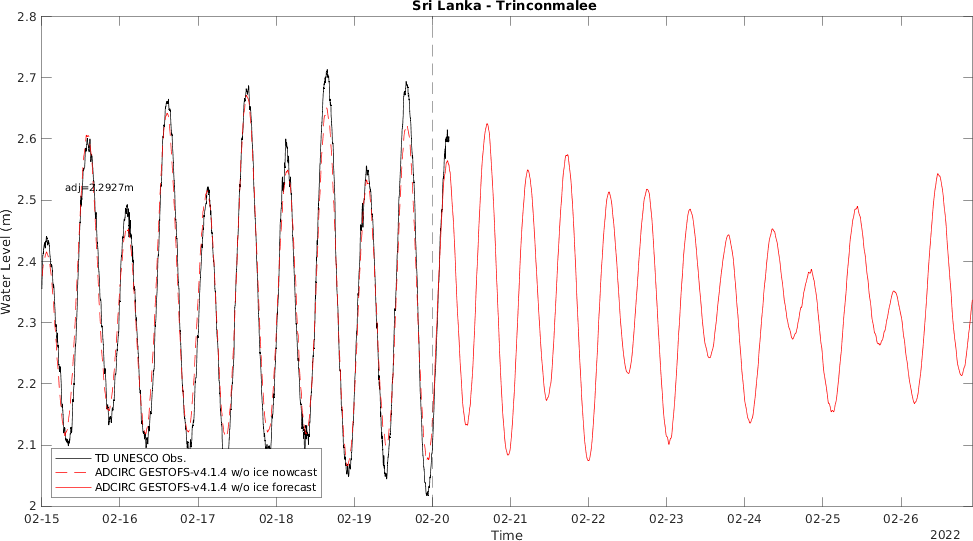 Sri Lanka - Trinconmalee
2.8
2.7
2.6
2.5
2.4
2.3
2.2
2.1
2
Water Level (m)
adj=2.2927m
TD UNESCO Obs.
ADCIRC GESTOFS-v4.1.4 w/o ice nowcast
ADCIRC GESTOFS-v4.1.4 w/o ice forecast
02-15 02-16 02-17 02-18 02-19 02-20 02-21 02-22 02-23 02-24 02-25 02-26
Time
2022